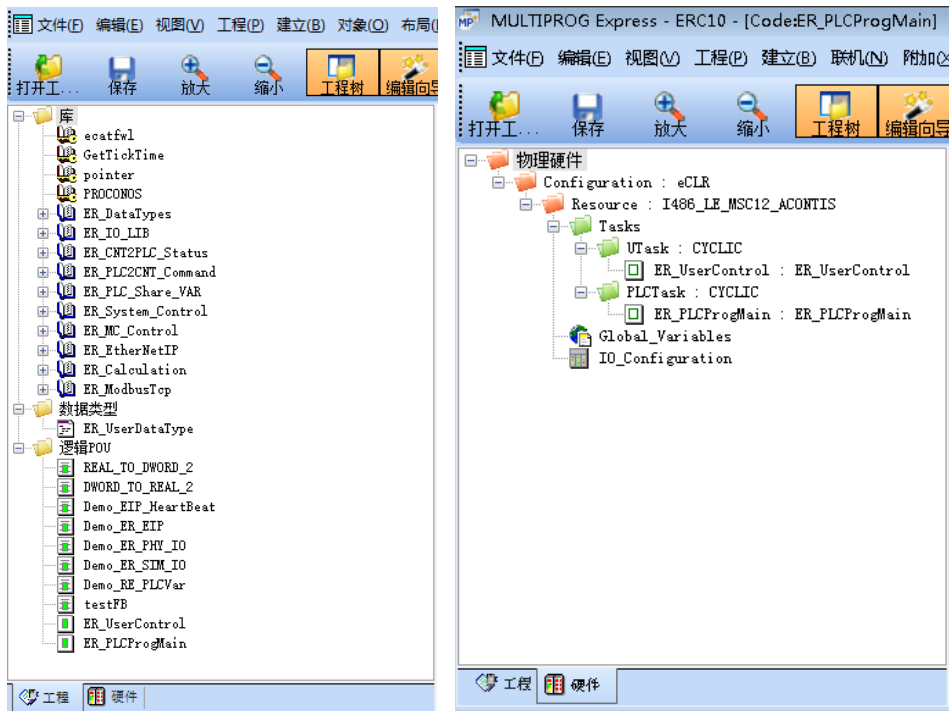 文件(F) 编辑(E) 视图(V) 工程(P) 建立(B) 对象(O) 布局(
打开工... 保存 放大 缩小 工程树 编辑向导
库
ecatfwl
GetTickTime
pointer
PROCONOS
ER_DataTypes
ER_IO_LIB
ER_CNT2PLC_Status
ER_PLC2CNT_Command
ER_PLC_Share_VAR
ER_System_Control
ER_MC_Control
ER_EtherNetIP
ER_Calculation
ER_ModbusTcp
数据类型
ER_UserDataType
逻辑POU
REAL_TO_DWORD_2
DWORD_TO_REAL_2
Demo_EIP_HeartBeat
Demo_ER_EIP
Demo_ER_PHY_IO
Demo_ER_SIM_IO
Demo_RE_PLCVar
testFB
ER_UserControl
ER_PLCProgMain
工程 硬件
MULTIPROG Express - ERC10 - [Code:ER_PLCProgMain]
文件(F) 编辑(E) 视图(V) 工程(P) 建立(B) 联机(N) 附加(X
打开工... 保存 放大 缩小 工程树 编辑向导
物理硬件
Configuration : eCLR
Resource : I486_LE_MSC12_ACONTIS
Tasks
UTask : CYCLIC
ER_UserControl : ER_UserControl
PLCTask : CYCLIC
ER_PLCProgMain : ER_PLCProgMain
Global_Variables
IO_Configuration
工程 硬件